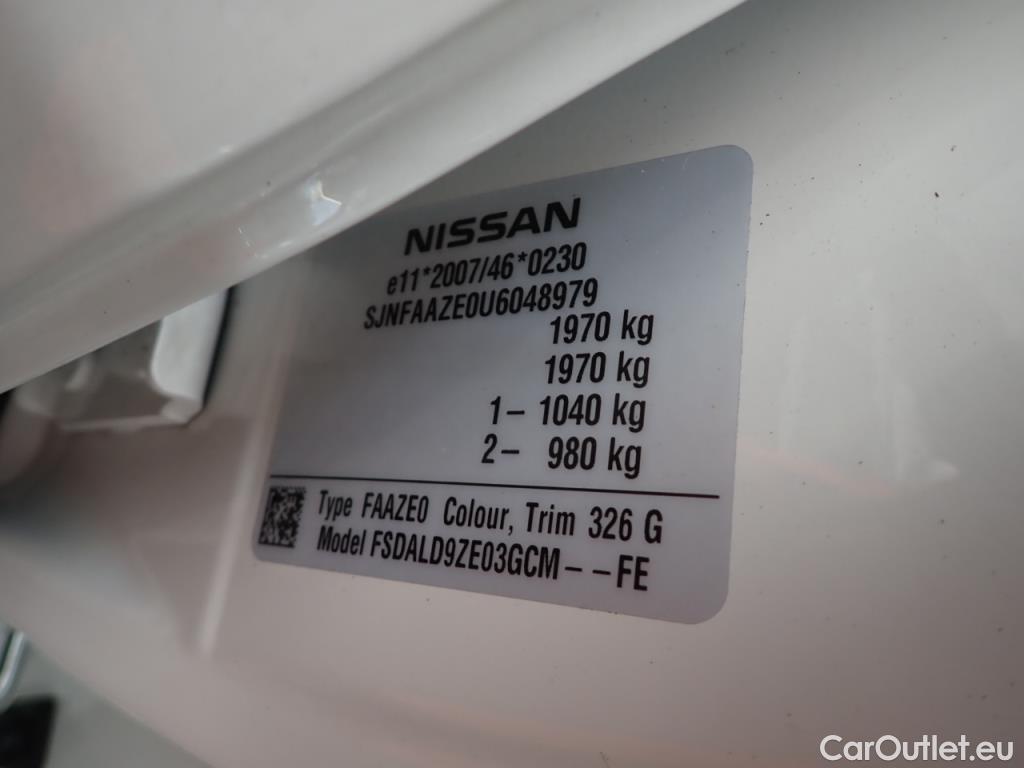 NISSAN
e11*2007/46*0230
SJNFAAZE0U6048979
1970 kg
1970 kg
1- 1040 kg
2- 980 kg
Type FAAZE0 Colour, Trim 326 G
Model FSDALD9ZE03GCM--FE
CarOutlet.eu